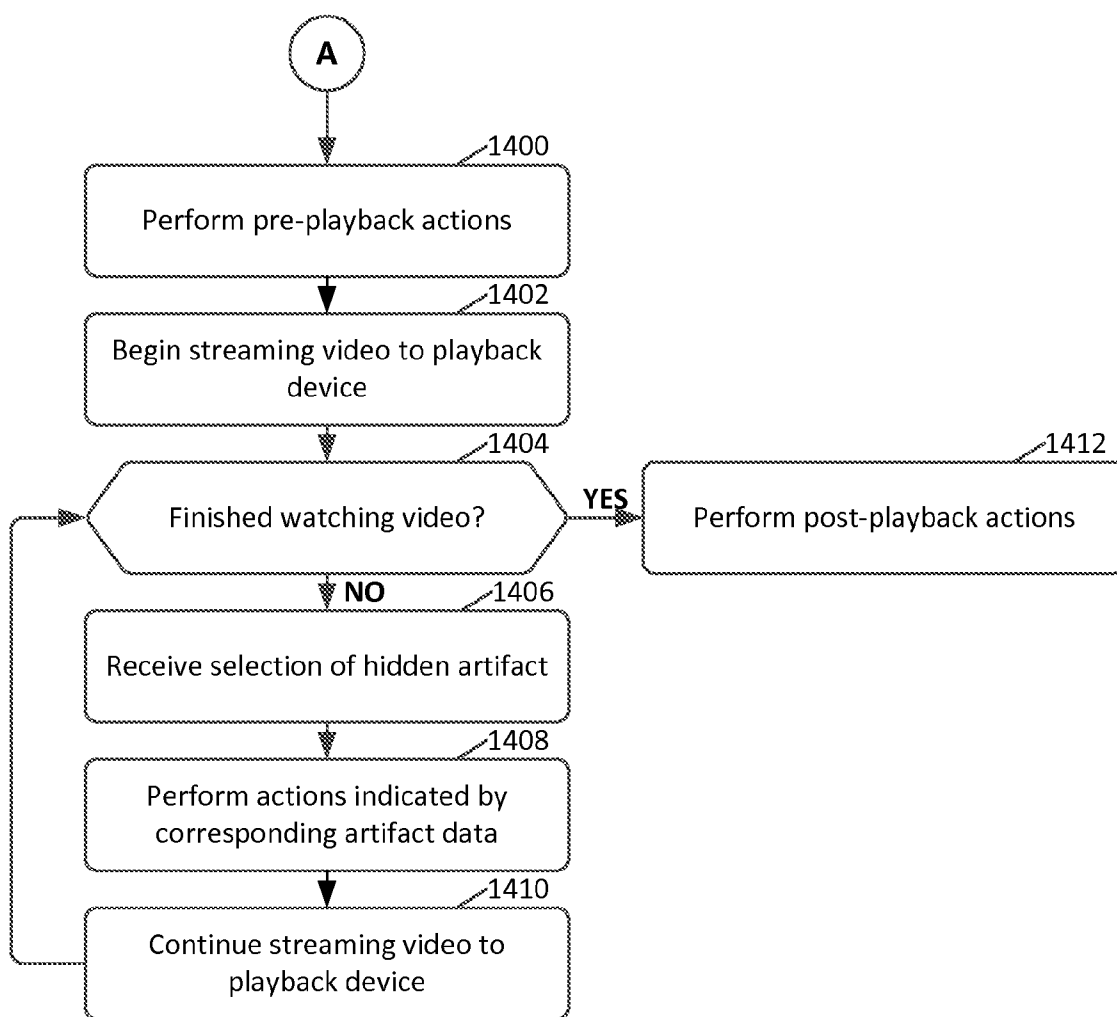 A
1400
Perform pre-playback actions
1402
Begin streaming video to playback
device
1404
Finished watching video?
YES
1412
Perform post-playback actions
NO
1406
Receive selection of hidden artifact
1408
Perform actions indicated by
corresponding artifact data
1410
Continue streaming video to
playback device